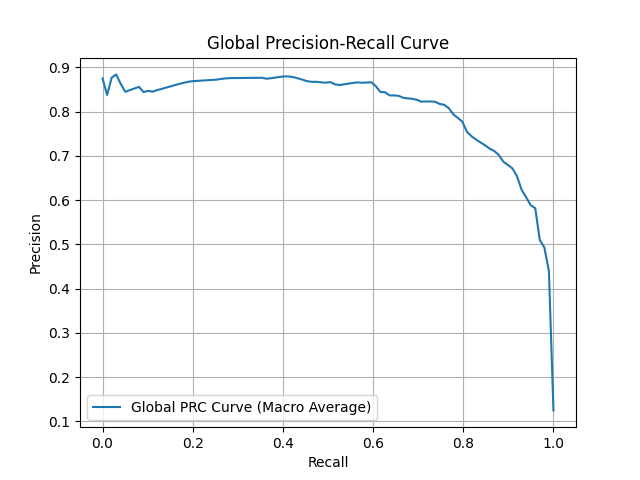 Global Precision-Recall Curve
Precision
0.9
0.8
0.7
0.6
0.5
0.4
0.3
0.2
0.1
Global PRC Curve (Macro Average)
0.0 0.2 0.4 0.6 0.8 1.0
Recall